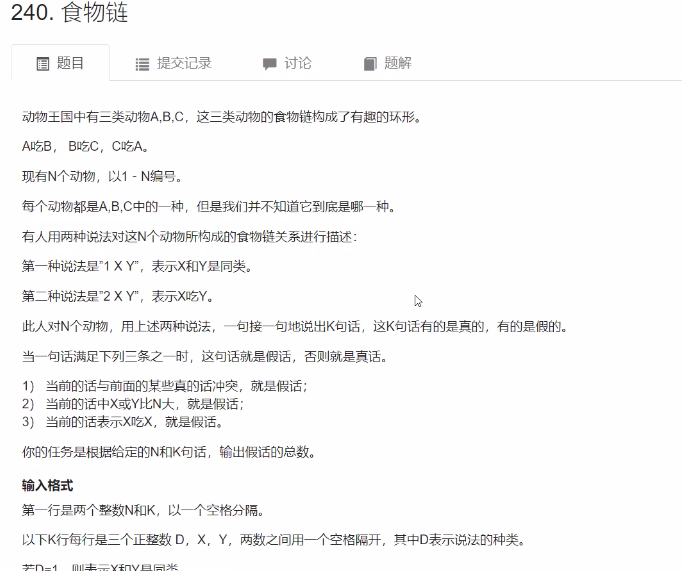 240. 食物链
题目 提交记录 讨论 题解
动物王国中有三类动物A,B,C，这三类动物的食物链构成了有趣的环形。
A吃B， B吃C，C吃A。
现有N个动物，以1－N编号。
每个动物都是A,B,C中的一种，但是我们并不知道它到底是哪一种。
有人用两种说法对这N个动物所构成的食物链关系进行描述：
第一种说法是”1 X Y”，表示X和Y是同类。
第二种说法是”2 X Y”，表示X吃Y。
此人对N个动物，用上述两种说法，一句接一句地说出K句话，这K句话有的是真的，有的是假的。
当一句话满足下列三条之一时，这句话就是假话，否则就是真话。
1） 当前的话与前面的某些真的话冲突，就是假话；
2） 当前的话中X或Y比N大，就是假话；
3） 当前的话表示X吃X，就是假话。
你的任务是根据给定的N和K句话，输出假话的总数。
输入格式
第一行是两个整数N和K，以一个空格分隔。
以下K行每行是三个正整数 D，X，Y，两数之间用一个空格隔开，其中D表示说法的种类。
若D=1，则表示X和Y是同类。